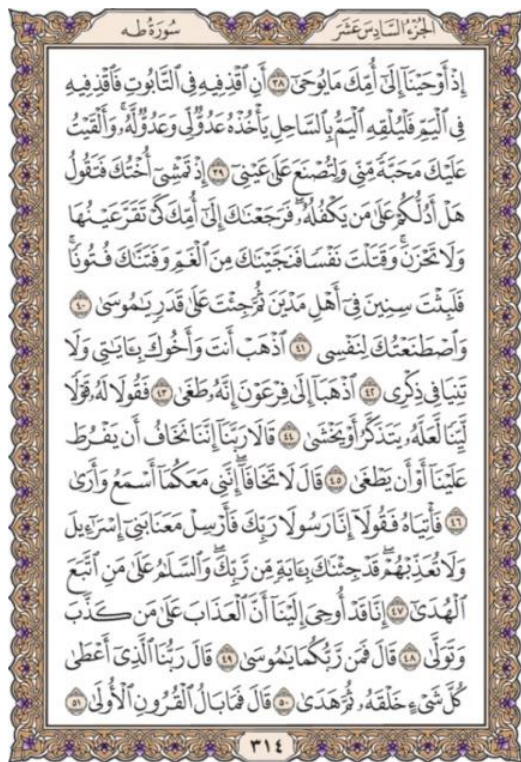 الجُزْءُ السَّادِسَ عَشَرَ
سُورَةُ طه
إِذْ أَوْحَيْنَآ إِلَىٰٓ أُمِّكَ مَا يُوحَىٰٓ ٣٨ أَنِ ٱقْذِفِيهِ فِى ٱلتَّابُوتِ فَٱقْذِفِيهِ
فِى ٱلْيَمِّ فَلْيُلْقِهِ ٱلْيَمُّ بِٱلسَّاحِلِ يَأْخُذْهُ عَدُوٌّ لِّى وَعَدُوٌّ لَّهُۥ ۚ وَأَلْقَيْتُ
عَلَيْكَ مَحَبَّةً مِّنِّى وَلِتُصْنَعَ عَلَىٰ عَيْنِىٓ ٣٩ إِذْ تَمْشِىٓ أُخْتُكَ فَتَقُولُ
هَلْ أَدُلُّكُمْ عَلَىٰ مَن يَكْفُلُهُۥ ۖ فَرَجَعْنَـٰكَ إِلَىٰٓ أُمِّكَ كَىْ تَقَرَّ عَيْنُهَا
وَلَا تَحْزَنَ ۚ وَقَتَلْتَ نَفْسًا فَنَجَّيْنَـٰكَ مِنَ ٱلْغَمِّ وَفَتَنَّـٰكَ فُتُونًا ۚ
فَلَبِثْتَ سِنِينَ فِىٓ أَهْلِ مَدْيَنَ ثُمَّ جِئْتَ عَلَىٰ قَدَرٍ يَـٰمُوسَىٰ ٤٠
وَٱصْطَنَعْتُكَ لِنَفْسِى ٤١ ٱذْهَبْ أَنتَ وَأَخُوكَ بِـَٔايَـٰتِى وَلَا
تَنِيَا فِى ذِكْرِى ٤٢ ٱذْهَبَآ إِلَىٰ فِرْعَوْنَ إِنَّهُۥ طَغَىٰ ٤٣ فَقُولَا لَهُۥ قَوْلًا
لَّيِّنًا لَّعَلَّهُۥ يَتَذَكَّرُ أَوْ يَخْشَىٰ ٤٤ قَالَا رَبَّنَآ إِنَّنَا نَخَافُ أَن يَفْرُطَ
عَلَيْنَآ أَوْ أَن يَطْغَىٰ ٤٥ قَالَ لَا تَخَافَآ ۖ إِنَّنِى مَعَكُمَآ أَسْمَعُ وَأَرَىٰ
٤٦ فَأْتِيَاهُ فَقُولَآ إِنَّا رَسُولَا رَبِّكَ فَأَرْسِلْ مَعَنَا بَنِىٓ إِسْرَٰٓءِيلَ
وَلَا تُعَذِّبْهُمْ ۖ قَدْ جِئْنَـٰكَ بِـَٔايَةٍ مِّن رَّبِّكَ ۖ وَٱلسَّلَـٰمُ عَلَىٰ مَنِ ٱتَّبَعَ
ٱلْهُدَىٰٓ ٤٧ إِنَّا قَدْ أُوحِىَ إِلَيْنَآ أَنَّ ٱلْعَذَابَ عَلَىٰ مَن كَذَّبَ
وَتَوَلَّىٰ ٤٨ قَالَ فَمَن رَّبُّكُمَا يَـٰمُوسَىٰ ٤٩ قَالَ رَبُّنَا ٱلَّذِىٓ أَعْطَىٰ
كُلَّ شَىْءٍ خَلْقَهُۥ ثُمَّ هَدَىٰ ٥٠ قَالَ فَمَا بَالُ ٱلْقُرُونِ ٱلْأُولَىٰ ٥١
٣١٤